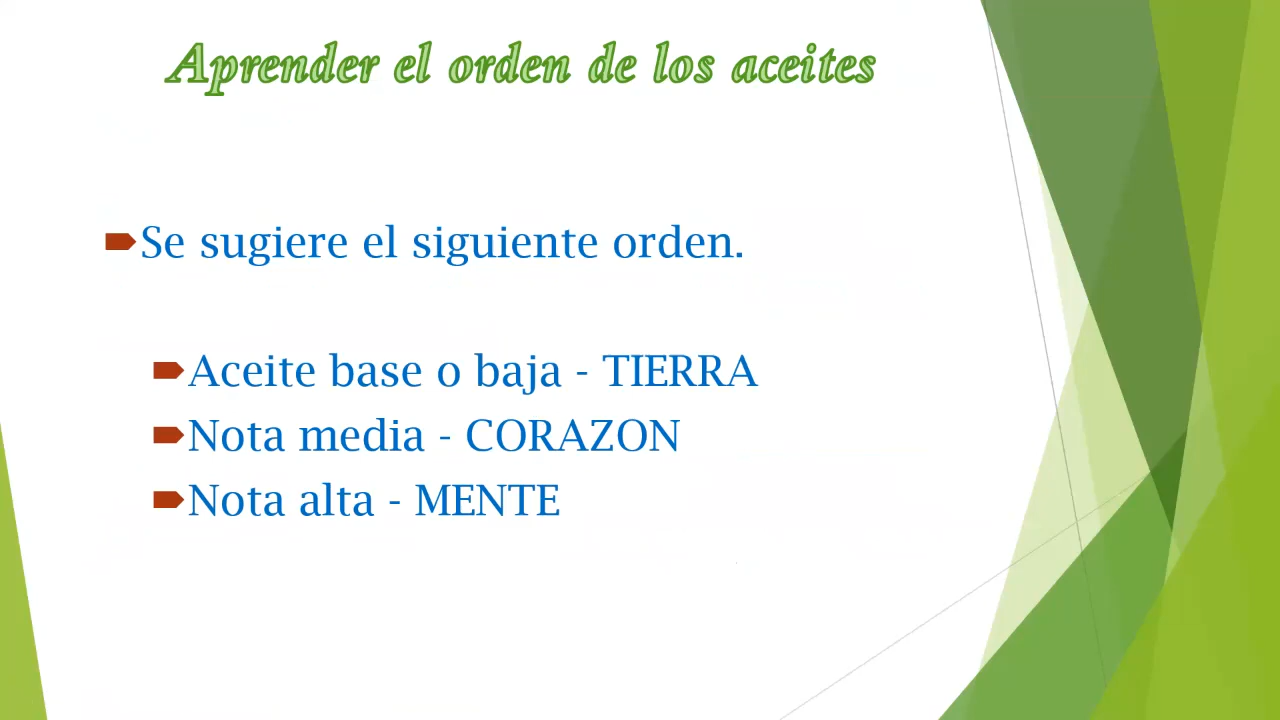 Aprender el orden de los aceites
Se sugiere el siguiente orden.
Aceite base o baja - TIERRA
Nota media - CORAZON
Nota alta - MENTE